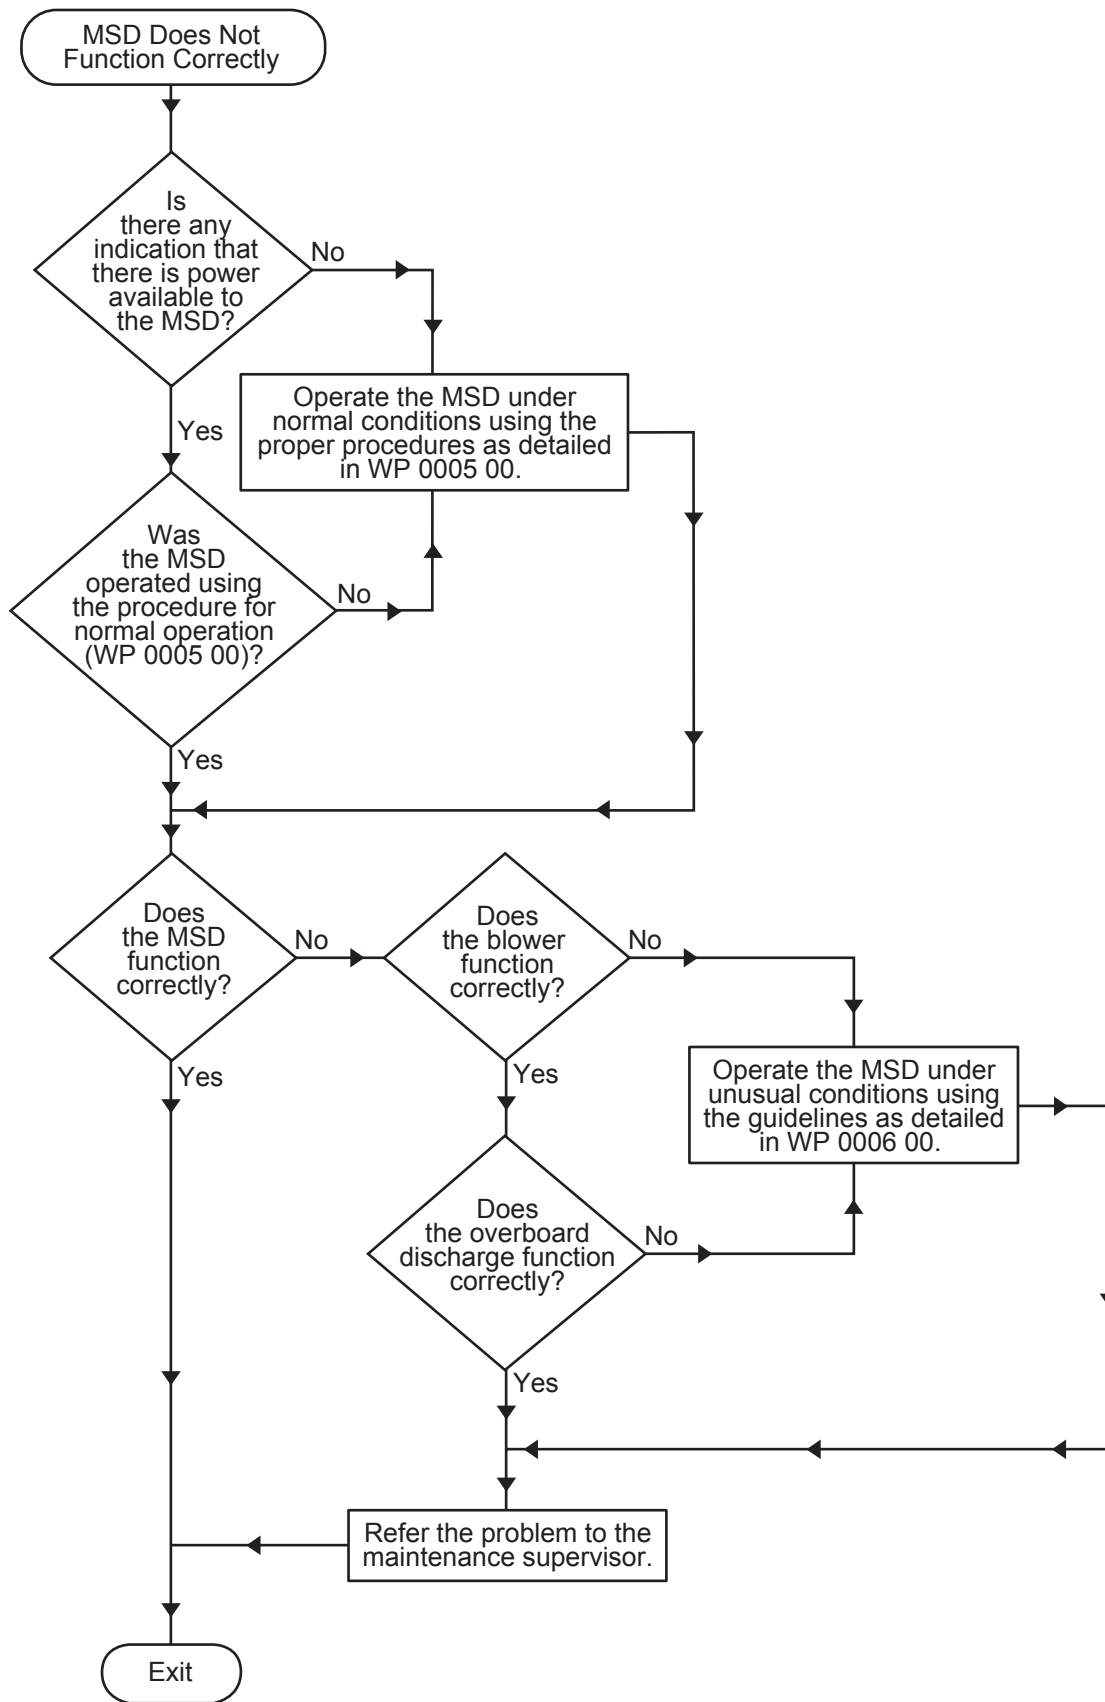 MSD Does Not
Function Correctly
Is
there any
indication that
there is power
available to
the MSD?
No
Yes
Operate the MSD under
normal conditions using the
proper procedures as detailed
in WP 0005 00.
Was
the MSD
operated using
the procedure for
normal operation
(WP 0005 00)?
No
Yes
Does
the MSD
function
correctly?
No
Yes
Does
the blower
function
correctly?
No
Yes
Operate the MSD under
unusual conditions using
the guidelines as detailed
in WP 0006 00.
Does
the overboard
discharge function
correctly?
No
Yes
Refer the problem to the
maintenance supervisor.
Exit